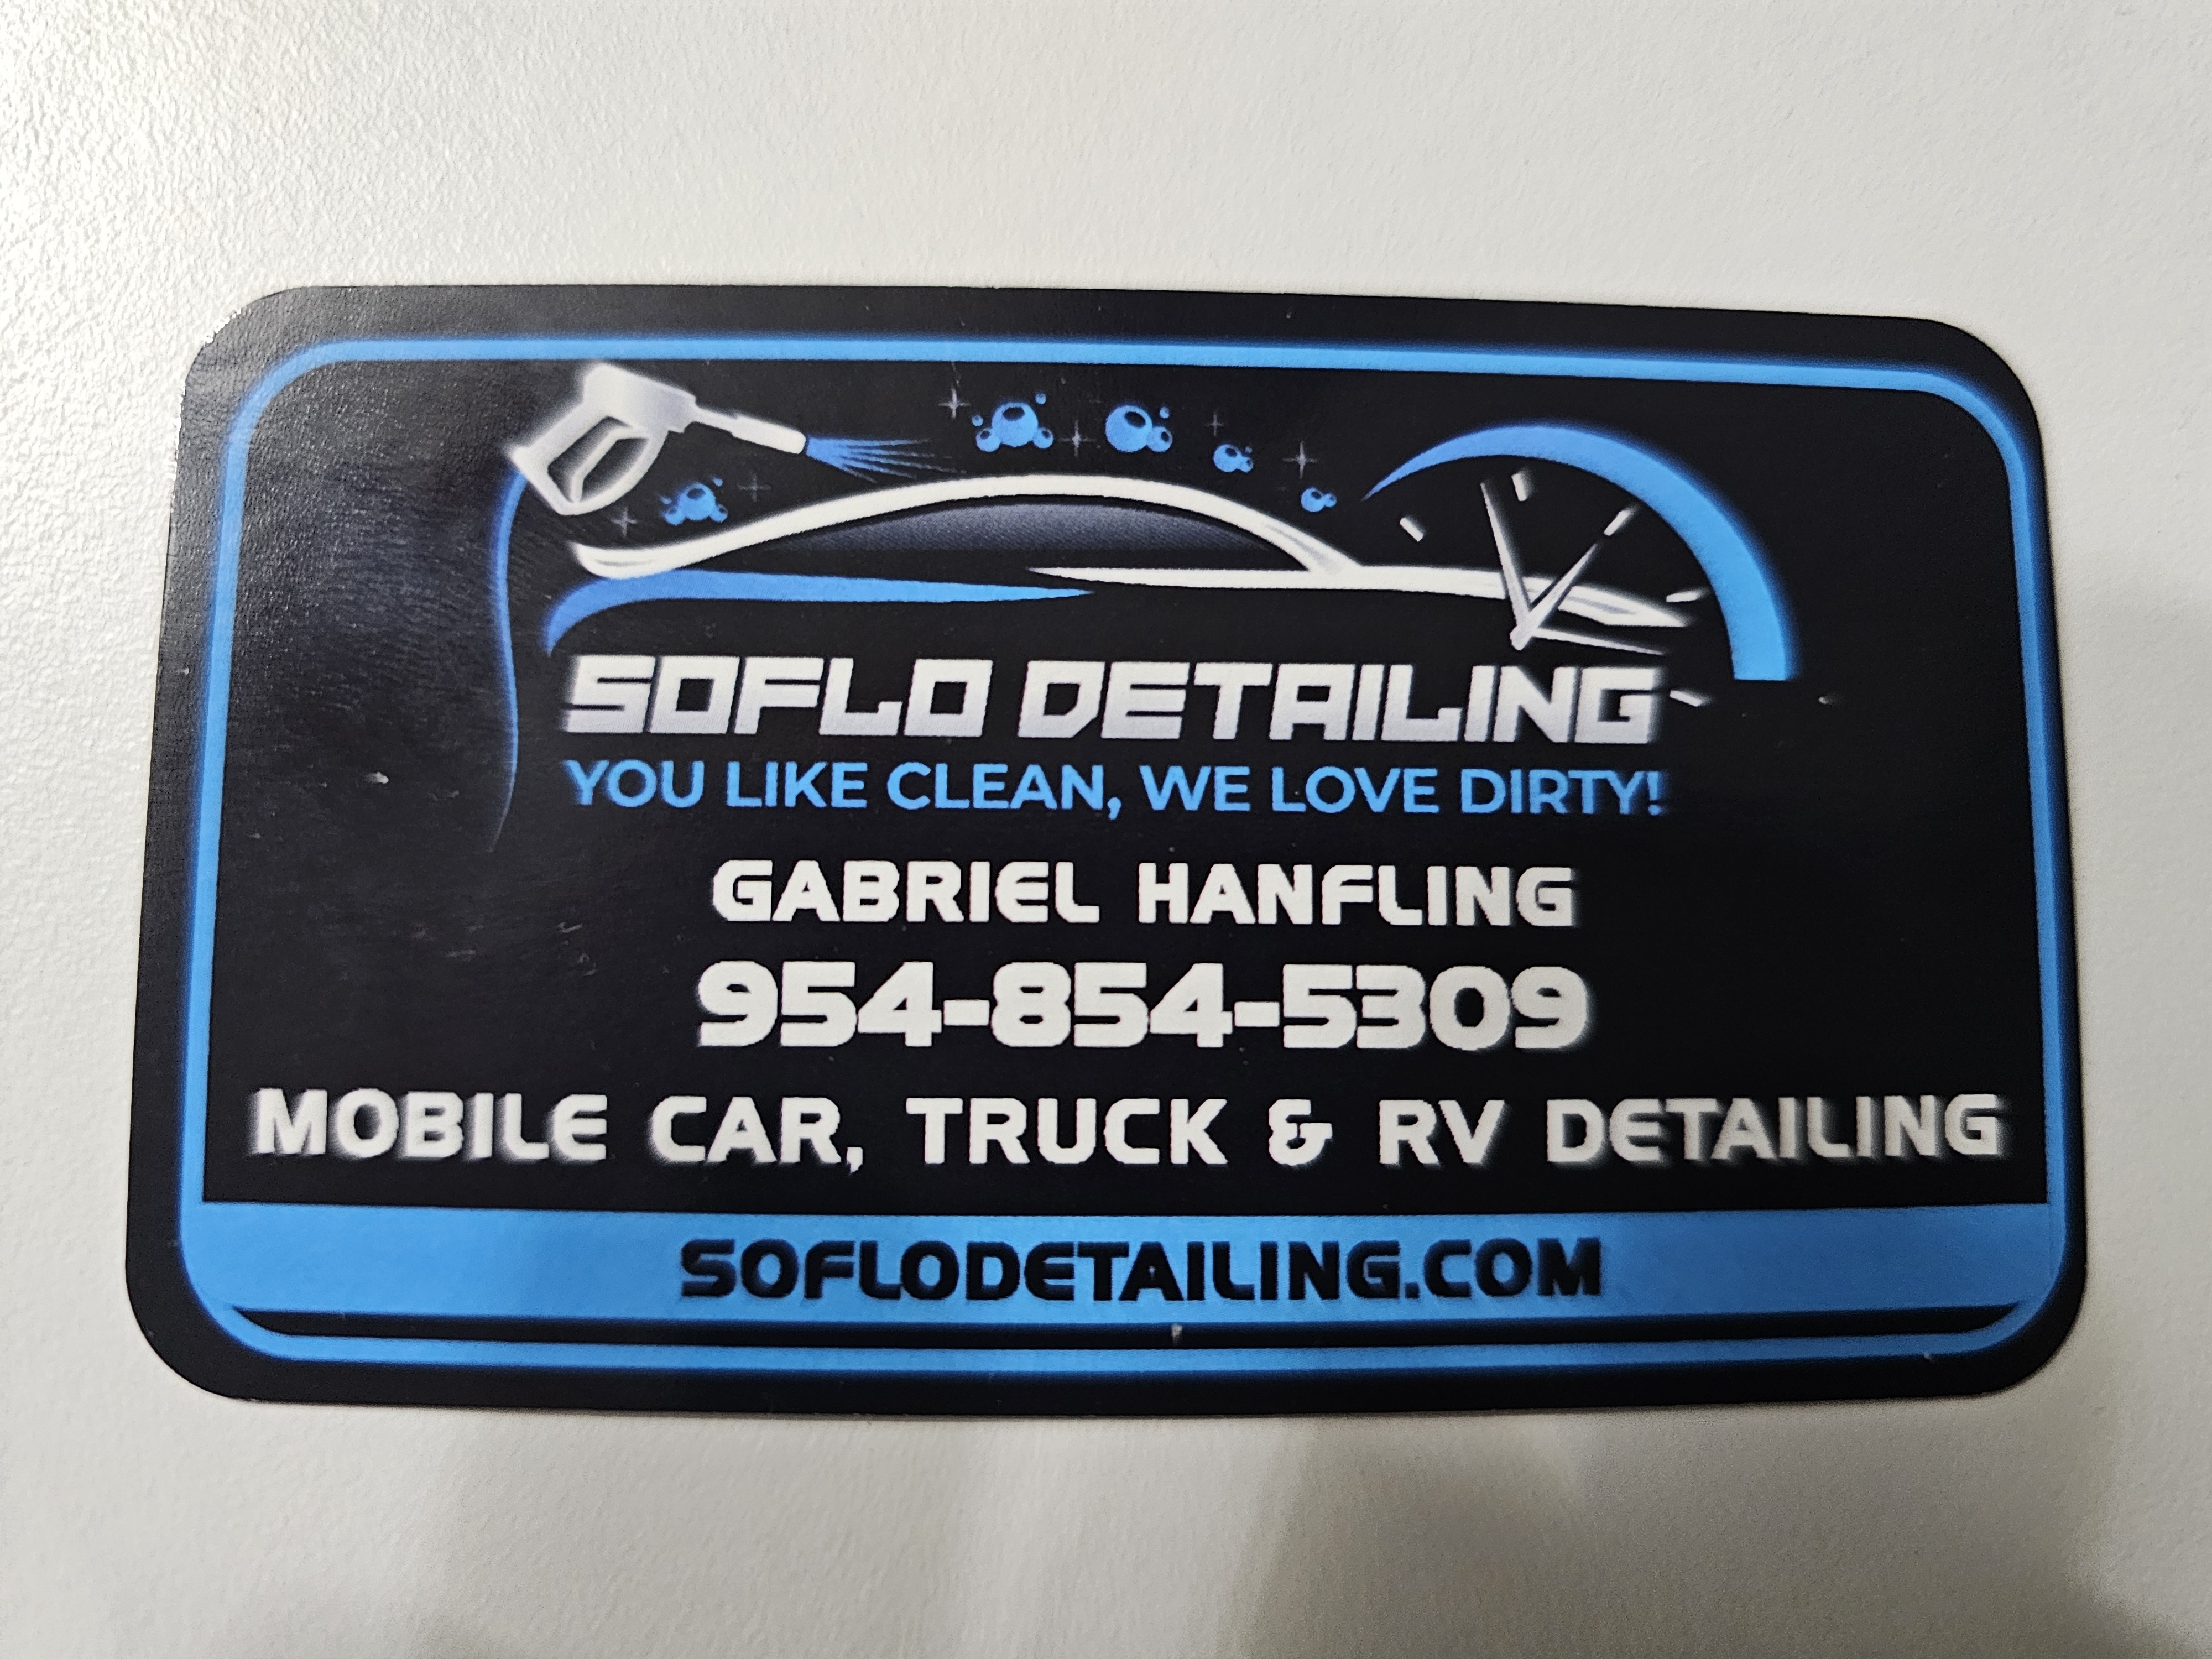 SOFLO DETAILING
YOU LIKE CLEAN, WE LOVE DIRTY!
GABRIEL HANFLING
954-854-5309
MOBILE CAR, TRUCK & RV DETAILING
SOFLODETAILING.COM